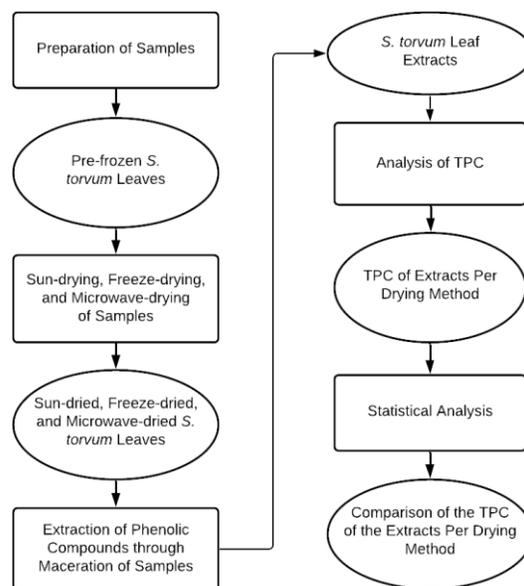 Preparation of Samples
Pre-frozen S.
torvum Leaves
Sun-drying, Freeze-drying,
and Microwave-drying
of Samples
Sun-dried, Freeze-dried,
and Microwave-dried S.
torvum Leaves
Extraction of Phenolic
Compounds through
Maceration of Samples
S. torvum Leaf
Extracts
Analysis of TPC
TPC of Extracts Per
Drying Method
Statistical Analysis
Comparison of the TPC
of the Extracts Per Drying
Method